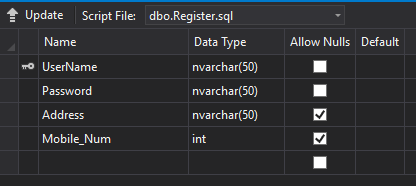 Update Script File: dbo.Register.sql
Name Data Type Allow Nulls Default
UserName nvarchar(50)
Password nvarchar(50)
Address nvarchar(50)
Mobile_Num int